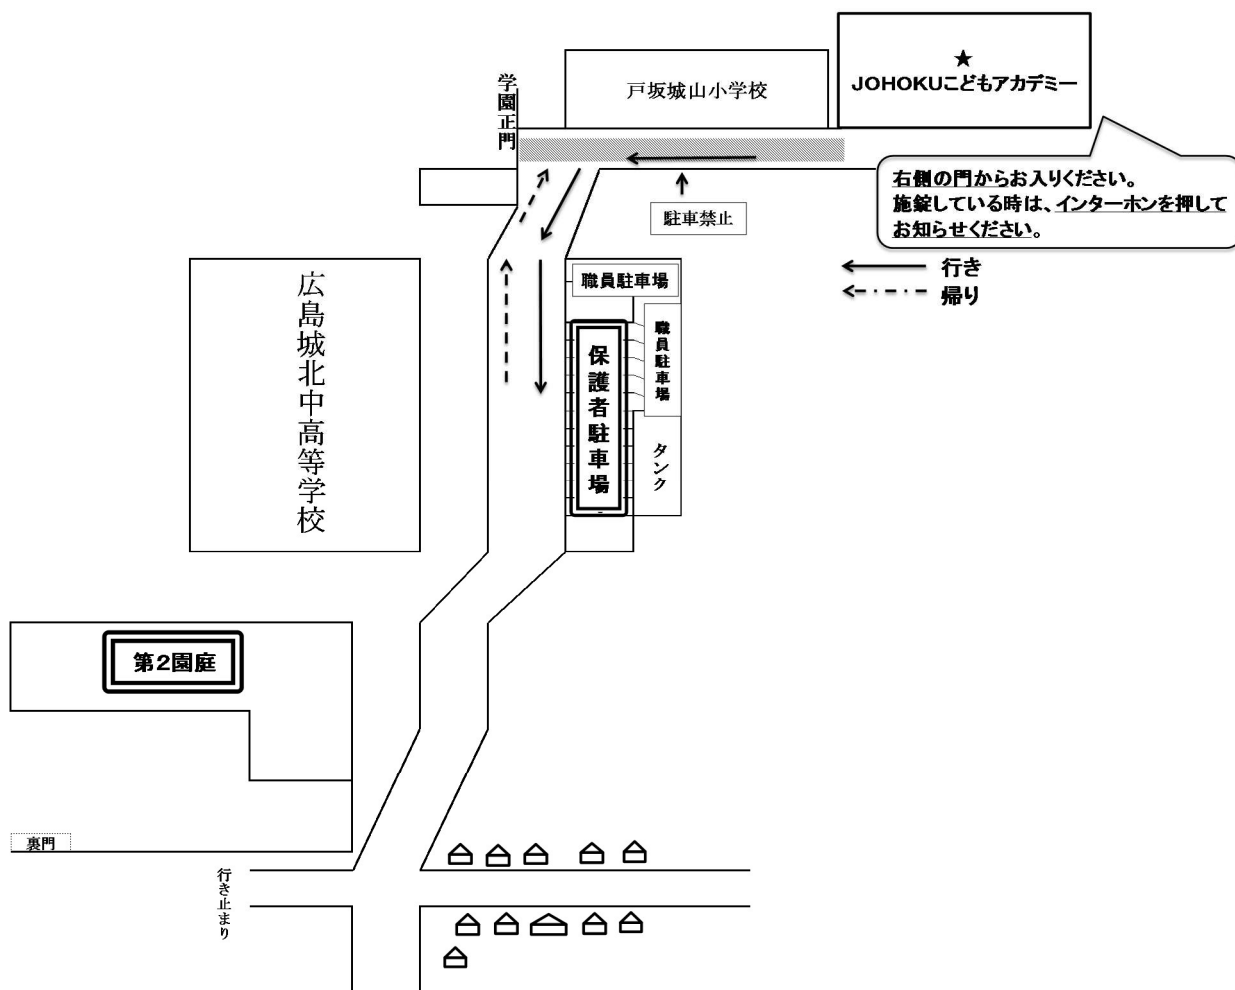 ★
JOHOKUこどもアカデミー
戸坂城山小学校
学園正門
右側の門からお入りください。
施錠している時は、インターホンを押して
お知らせください。
駐車禁止
行き
帰り
職員駐車場
職員駐車場
保護者駐車場
タンク
広島城北中高等学校
第2園庭
裏門
行き止まり